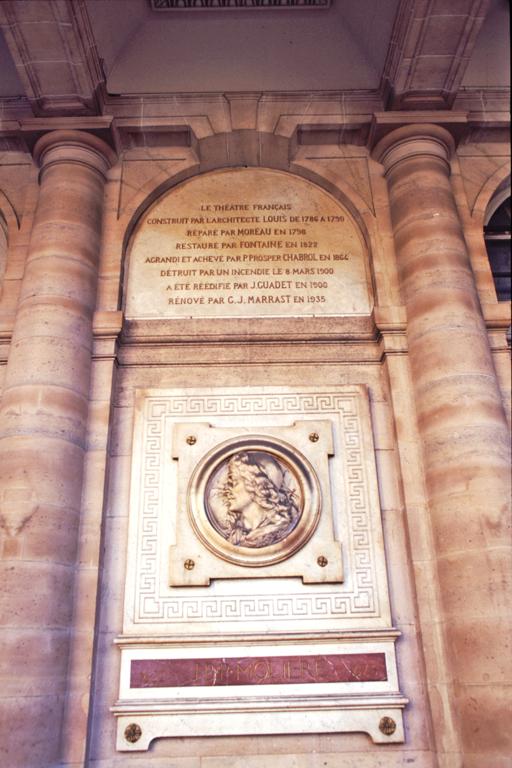 LE THÉATRE FRANÇAIS
CONSTRUIT PAR L'ARCHITECTE LOUIS DE 1786 A 1790
RÉPARÉ PAR MOREAU EN 1798
RESTAURÉ PAR FONTAINE EN 1822
AGRANDI ET ACHEVÉ PAR P. PROSPER CHABROL EN 1864
DÉTRUIT PAR UN INCENDIE LE 8 MARS 1900
A ÉTÉ RÉÉDIFIÉ PAR J. GUADET EN 1900
RÉNOVÉ PAR C. J. MARRAST EN 1935
MOLIERE